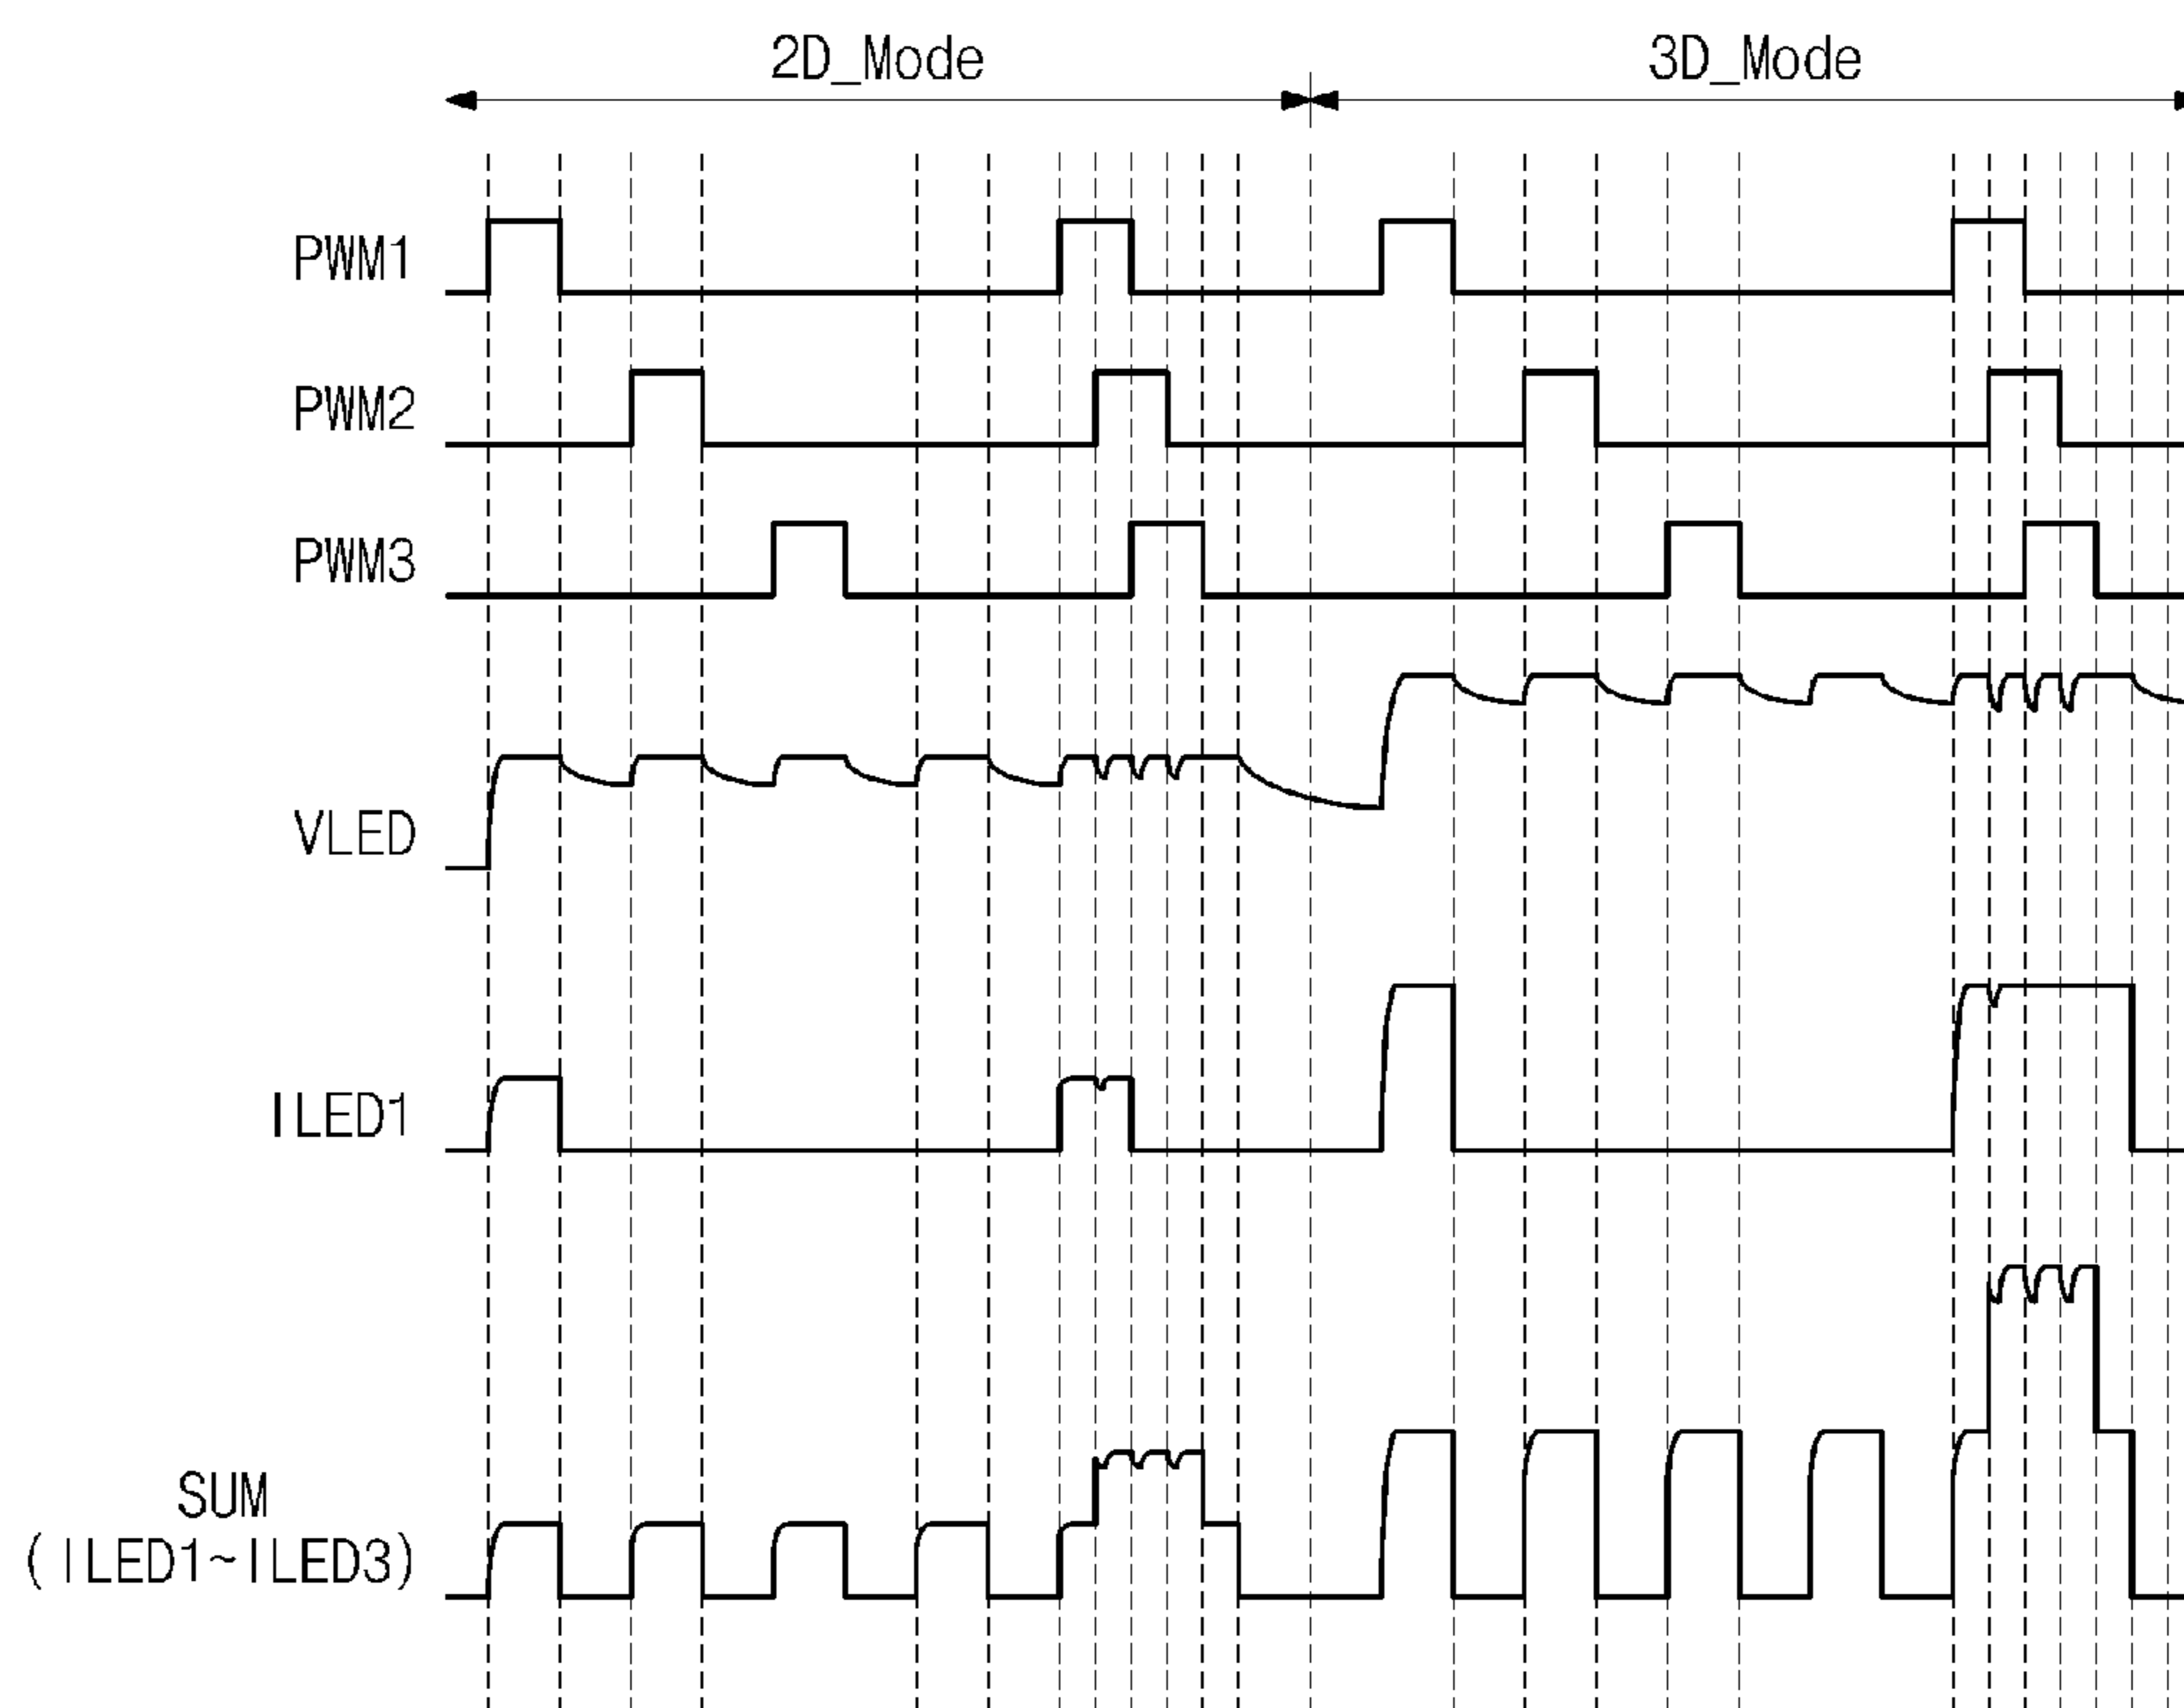 2D_Mode
3D_Mode
PWM1
PWM2
PWM3
VLED
ILED1
SUM
(ILED1~ILED3)